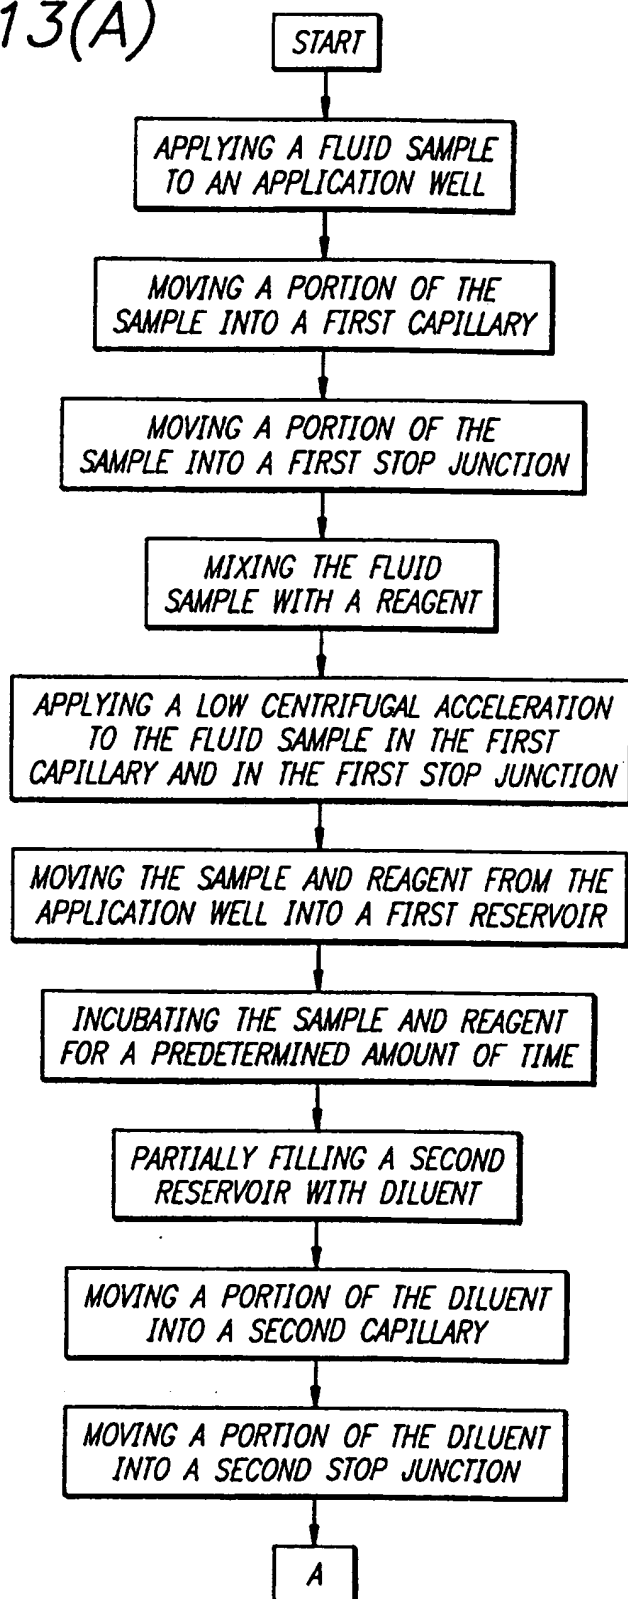 13(A)
START
APPLYING A FLUID SAMPLE
TO AN APPLICATION WELL
MOVING A PORTION OF THE
SAMPLE INTO A FIRST CAPILLARY
MOVING A PORTION OF THE
SAMPLE INTO A FIRST STOP JUNCTION
MIXING THE FLUID
SAMPLE WITH A REAGENT
APPLYING A LOW CENTRIFUGAL ACCELERATION
TO THE FLUID SAMPLE IN THE FIRST
CAPILLARY AND IN THE FIRST STOP JUNCTION
MOVING THE SAMPLE AND REAGENT FROM THE
APPLICATION WELL INTO A FIRST RESERVOIR
INCUBATING THE SAMPLE AND REAGENT
FOR A PREDETERMINED AMOUNT OF TIME
PARTIALLY FILLING A SECOND
RESERVOIR WITH DILUENT
MOVING A PORTION OF THE DILUENT
INTO A SECOND CAPILLARY
MOVING A PORTION OF THE DILUENT
INTO A SECOND STOP JUNCTION
A